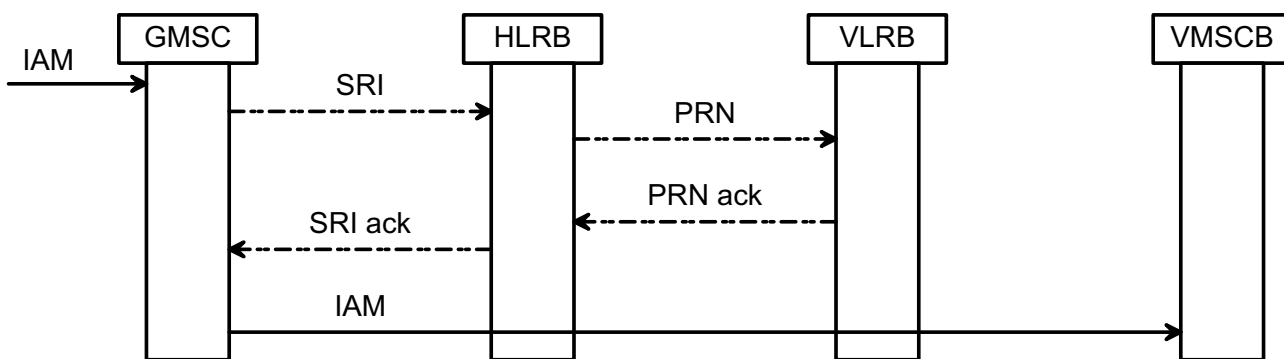 GMSC
HLRB
VLRB
VMSCB
IAM
SRI
PRN
PRN ack
SRI ack
IAM